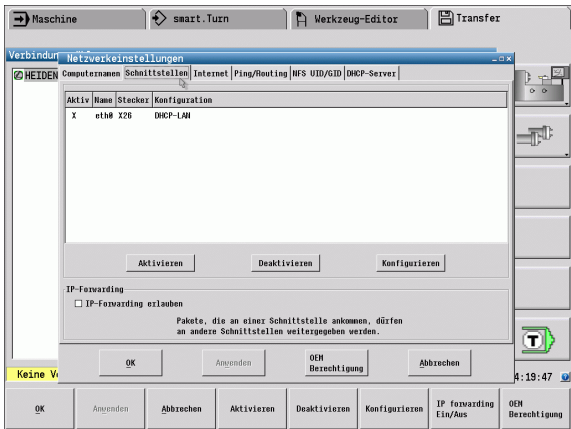 Maschine
smart.Turn
Werkzeug-Editor
Transfer
Netzwerkeinstellungen
HEIDEN
Computernamen Schnittstellen Internet Ping/Routing NFS UID/GID DHCP-Server
Aktiv Name Stecker Konfiguration
X eth0 X26 DHCP-LAN
Aktivieren Deaktivieren Konfigurieren
IP-Forwarding
IP-Forwarding erlauben
Pakete, die an einer Schnittstelle ankommen, dürfen
an andere Schnittstellen weitergegeben werden.
OK Anwenden OEM Berechtigung Abbrechen
T
Keine
4:19:47
OK Anwenden Abbrechen Aktivieren Deaktivieren Konfigurieren IP forwarding Ein/Aus OEM Berechtigung